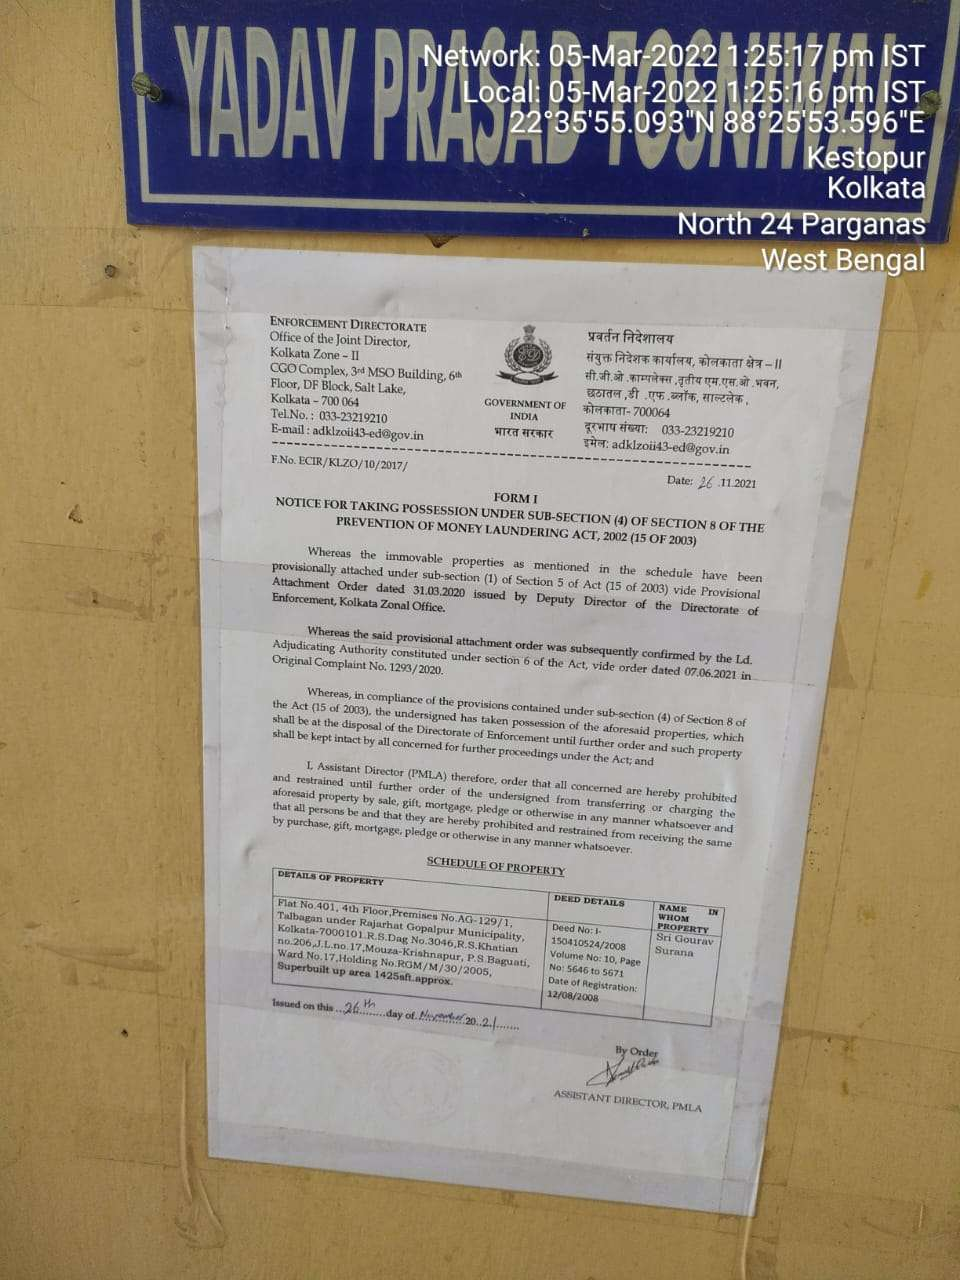 YADAV PRASAD TOSNIWAL
Network: 05-Mar-2022 1:25:17 pm IST
Local: 05-Mar-2022 1:25:16 pm IST
22°35'55.093"N 88°25'53.596"E
Kestopur
Kolkata
North 24 Parganas
West Bengal
ENFORCEMENT DIRECTORATE
Office of the Joint Director,
Kolkata Zone – II
CGO Complex, 3rd MSO Building, 6th
Floor, DF Block, Salt Lake,
Kolkata – 700 064
Tel.No. : 033-23219210
E-mail : adklzoii43-ed@gov.in
GOVERNMENT OF
INDIA
भारत सरकार
प्रवर्तन निदेशालय
संयुक्त निदेशक कार्यालय, कोलकाता क्षेत्र –II
सी.जी.ओ .काम्पलेक्स ,तृतीय एम.एस.ओ .भवन,
छठातल ,डी .एफ .ब्लॉक, साल्टलेक ,
कोलकाता- 700064
दूरभाष संख्या: 033-23219210
इमेल: adklzoii43-ed@gov.in
F.No. ECIR/KLZO/10/2017/
Date: 26 .11.2021
FORM I
NOTICE FOR TAKING POSSESSION UNDER SUB-SECTION (4) OF SECTION 8 OF THE
PREVENTION OF MONEY LAUNDERING ACT, 2002 (15 OF 2003)
Whereas the immovable properties as mentioned in the schedule have been
provisionally attached under sub-section (1) of Section 5 of Act (15 of 2003) vide Provisional
Attachment Order dated 31.03.2020 issued by Deputy Director of the Directorate of
Enforcement, Kolkata Zonal Office.
Whereas the said provisional attachment order was subsequently confirmed by the Ld.
Adjudicating Authority constituted under section 6 of the Act, vide order dated 07.06.2021 in
Original Complaint No. 1293/2020.
Whereas, in compliance of the provisions contained under sub-section (4) of Section 8 of
the Act (15 of 2003), the undersigned has taken possession of the aforesaid properties, which
shall be at the disposal of the Directorate of Enforcement until further order and such property
shall be kept intact by all concerned for further proceedings under the Act; and
I, Assistant Director (PMLA) therefore, order that all concerned are hereby prohibited
and restrained until further order of the undersigned from transferring or charging the
aforesaid property by sale, gift, mortgage, pledge or otherwise in any manner whatsoever and
that all persons be and that they are hereby prohibited and restrained from receiving the same
by purchase, gift, mortgage, pledge or otherwise in any manner whatsoever.
SCHEDULE OF PROPERTY
DETAILS OF PROPERTY
Flat No.401, 4th Floor,Premises No.AG-129/1,
Talbagan under Rajarhat Gopalpur Municipality,
Kolkata-7000101.R.S.Dag No.3046,R.S.Khatian
no.206,J.L.no.17,Mouza-Krishnapur, P.S.Baguati,
Ward No.17,Holding No.RGM/M/30/2005,
Superbuilt up area 1425sft.approx.
DEED DETAILS
Deed No: I-
150410524/2008
Volume No: 10, Page
No: 5646 to 5671
Date of Registration:
12/08/2008
NAME IN
WHOM
PROPERTY
Sri Gourav
Surana
Issued on this ...26th........day of..November......20..21.......
By Order
ASSISTANT DIRECTOR, PMLA